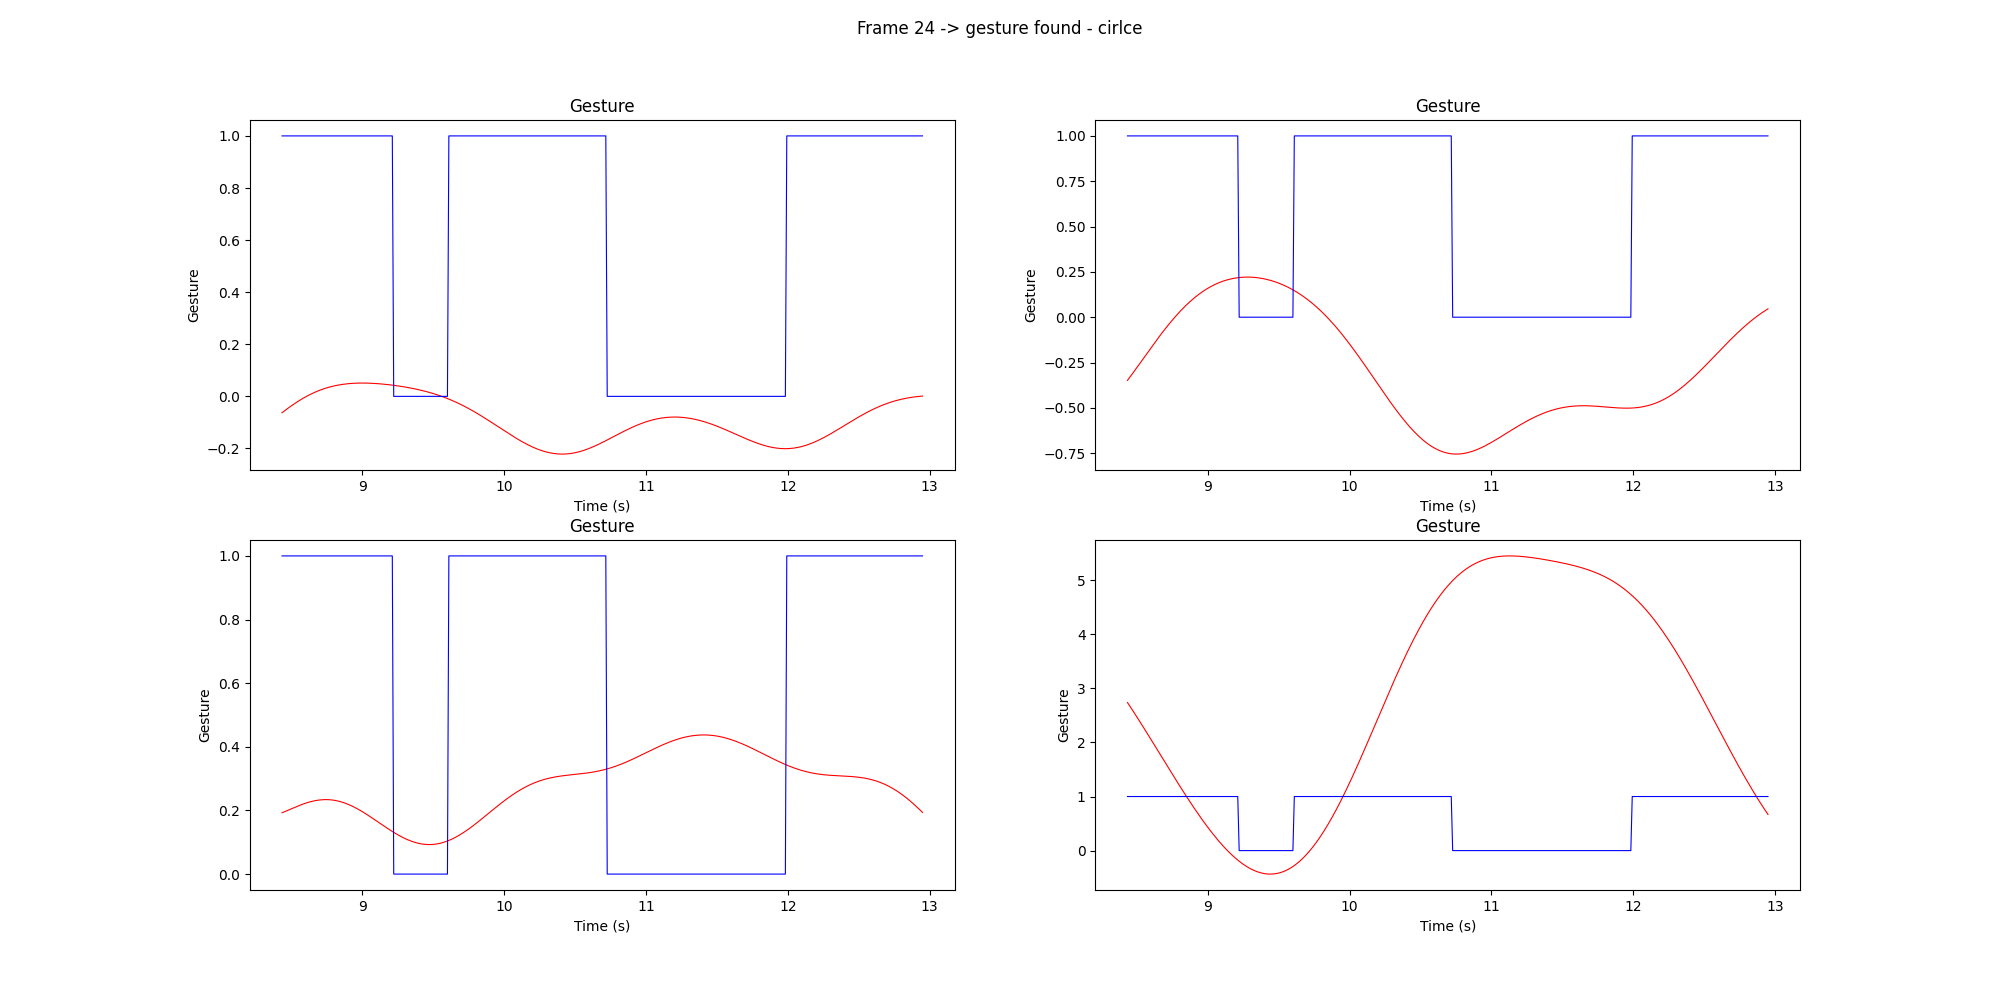 Frame 24 -> gesture found - cirlce
Gesture
1.0
0.8
0.6
0.4
0.2
0.0
−0.2
Gesture
9 10 11 12 13
Time (s)
Gesture
1.00
0.75
0.50
0.25
0.00
−0.25
−0.50
−0.75
Gesture
9 10 11 12 13
Time (s)
Gesture
1.0
0.8
0.6
0.4
0.2
0.0
Gesture
9 10 11 12 13
Time (s)
Gesture
5
4
3
2
1
0
Gesture
9 10 11 12 13
Time (s)